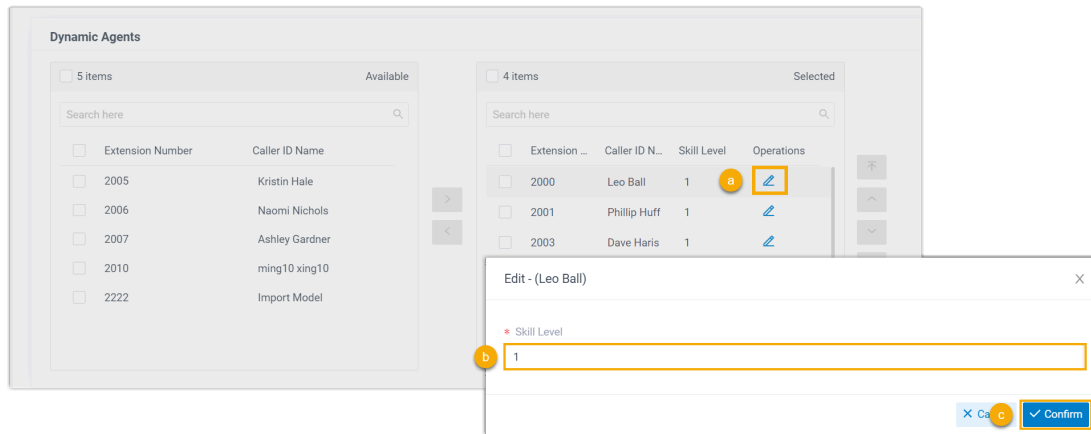 Dynamic Agents
5 items Available
Search here
Extension Number Caller ID Name
2005 Kristin Hale
2006 Naomi Nichols
2007 Ashley Gardner
2010 ming10 xing10
2222 Import Model
>
<
4 items Selected
Search here
Extension ... Caller ID N... Skill Level Operations
2000 Leo Ball 1 a
2001 Phillip Huff 1
2003 Dave Haris 1
Edit - (Leo Ball) X
* Skill Level
b 1
X Ca c Confirm